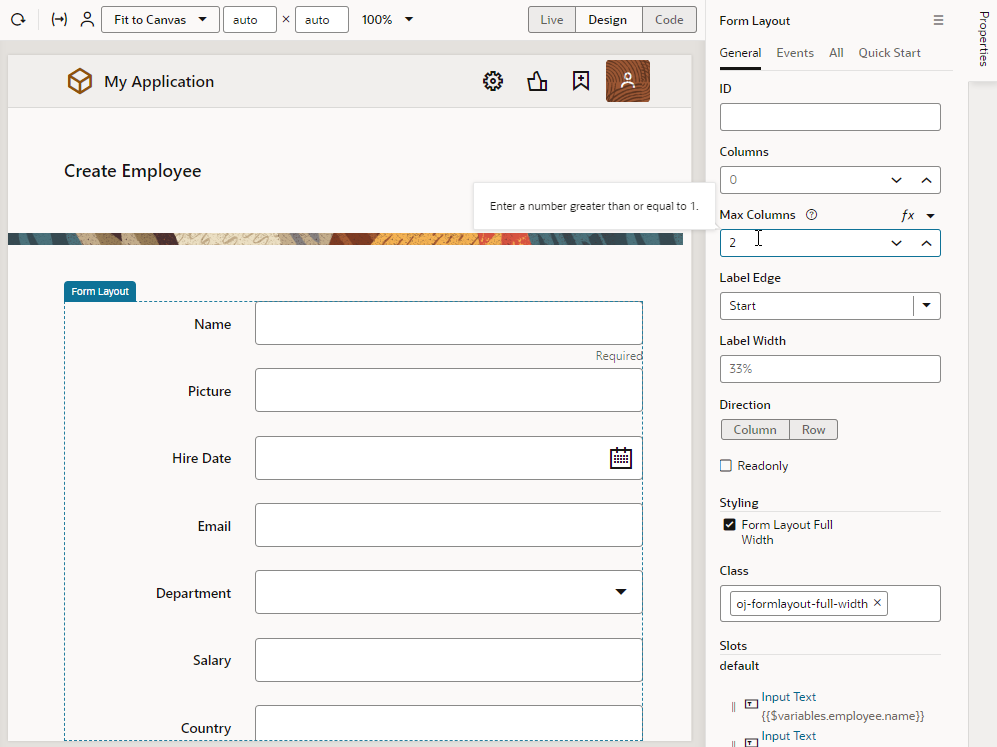 Fit to Canvas
auto × auto
100%
Live Design Code
My Application
Create Employee
Enter a number greater than or equal to 1.
Form Layout
Name
Required
Picture
Hire Date
Email
Department
Salary
Country
Form Layout
General Events All Quick Start
ID
Columns
0
Max Columns
fx
2
Label Edge
Start
Label Width
33%
Direction
Column Row
Readonly
Styling
Form Layout Full
Width
Class
oj-formlayout-full-width ×
Slots
default
Input Text
{{$variables.employee.name}}
Input Text
Properties